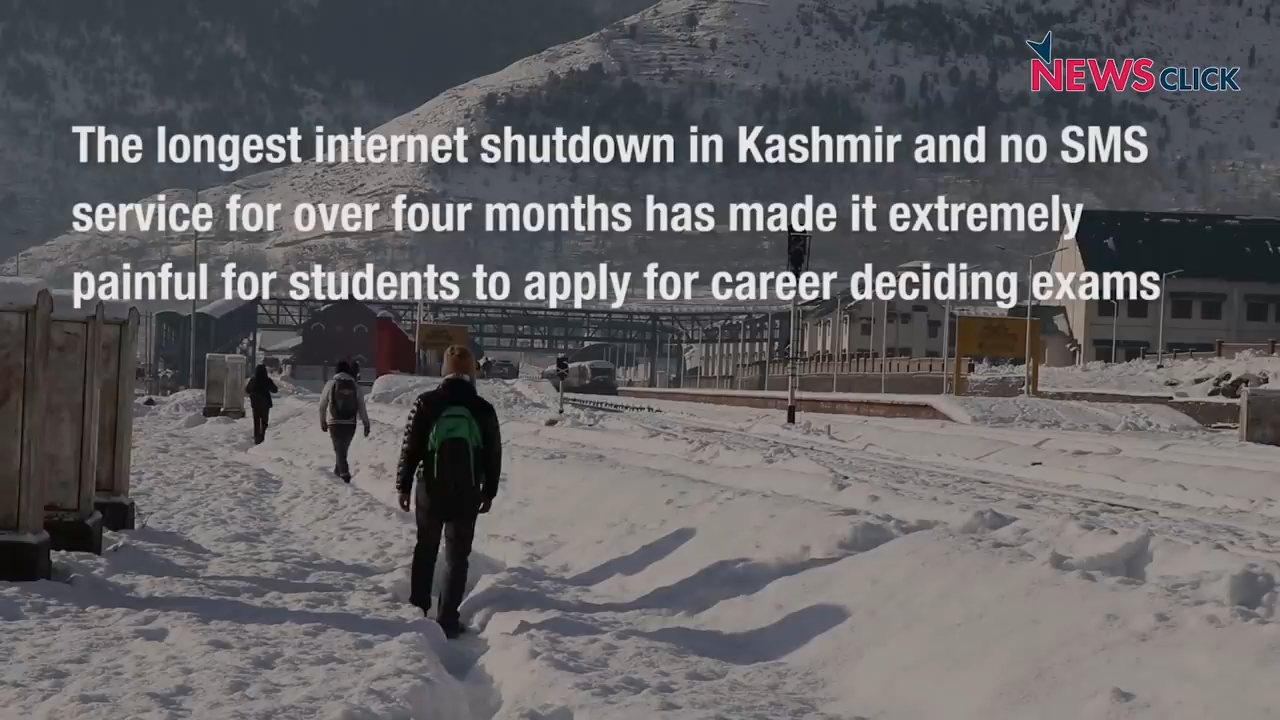 NEWSCLICK
The longest internet shutdown in Kashmir and no SMS
service for over four months has made it extremely
painful for students to apply for career deciding exams